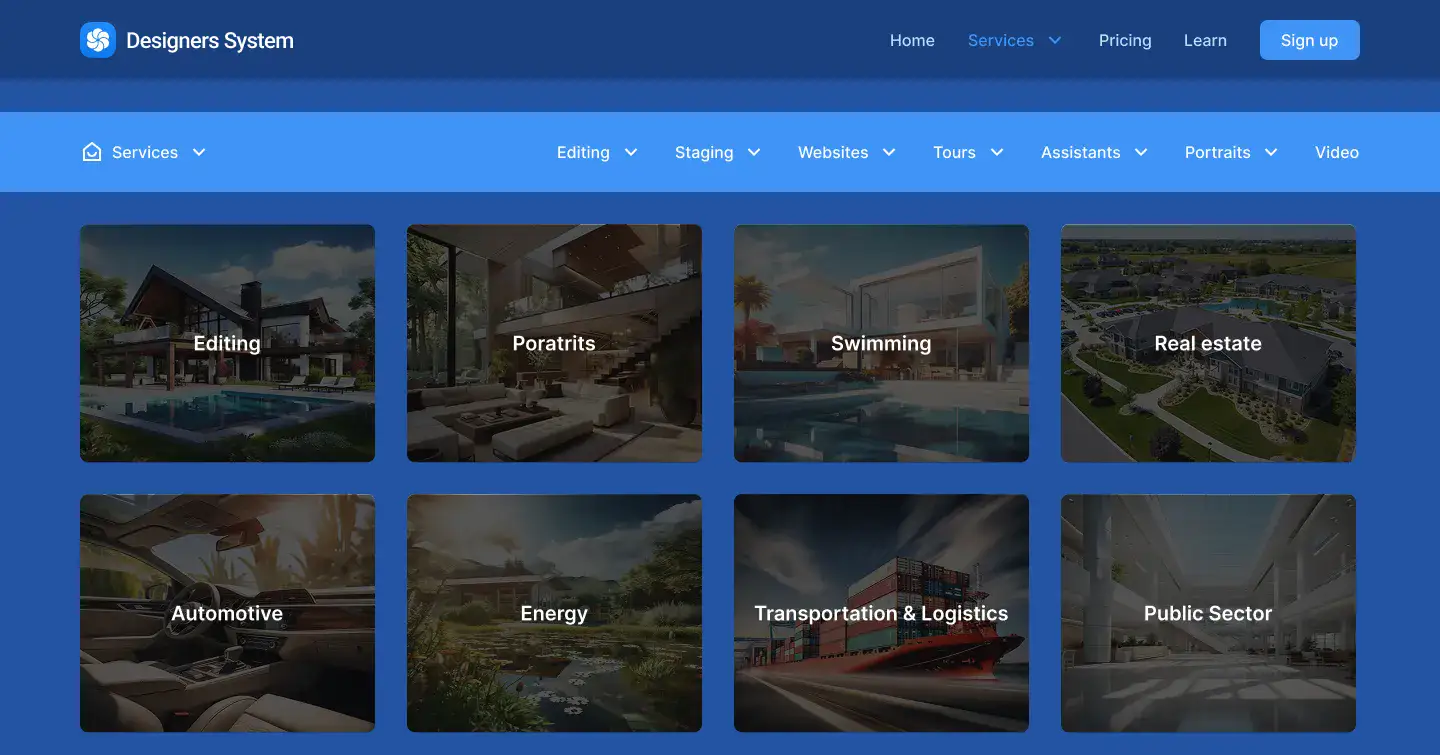 Designers System
Home Services Pricing Learn Sign up
Services Editing Staging Websites Tours Assistants Portraits Video
Editing
Poratrits
Swimming
Real estate
Automotive
Energy
Transportation & Logistics
Public Sector